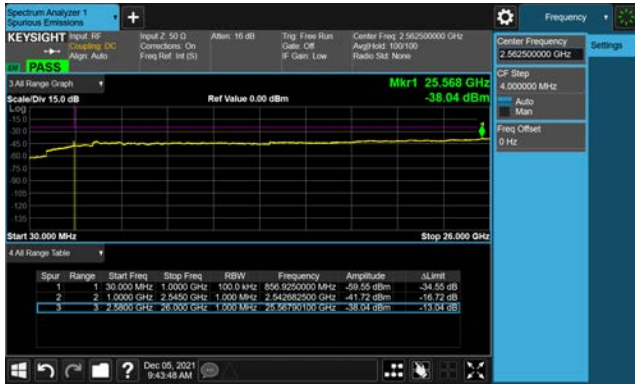 Spectrum Analyzer 1
Spurious Emissions
Frequency
KEYSIGHT Input: RF Input Z: 50 Ω Atten: 16 dB Trig: Free Run Center Freq: 2.562500000 GHz
Coupling: DC Corrections: On Gate: Off Avg|Hold: 100/100
Align: Auto Freq Ref: Int (S) IF Gain: Low Radio Std: None
PASS
Center Frequency
2.562500000 GHz
Settings
CF Step
4.000000 MHz
Auto
Man
Freq Offset
0 Hz
3 All Range Graph
Mkr1 25.568 GHz
Scale/Div 15.0 dB Ref Value 0.00 dBm -38.04 dBm
Log
-15.0
-30.0
-45.0
-60.0
-75.0
-90.0
-105
-120
-135
Start 30.000 MHz Stop 26.000 GHz
4 All Range Table
Spur Range Start Freq Stop Freq RBW Frequency Amplitude ΔLimit
1 1 30.000 MHz 1.0000 GHz 100.0 kHz 856.9250000 MHz -59.55 dBm -34.55 dB
2 2 1.0000 GHz 2.5450 GHz 1.000 MHz 2.542682500 GHz -41.72 dBm -16.72 dB
3 3 2.5800 GHz 26.000 GHz 1.000 MHz 25.56790100 GHz -38.04 dBm -13.04 dB
Dec 05, 2021
9:43:48 AM